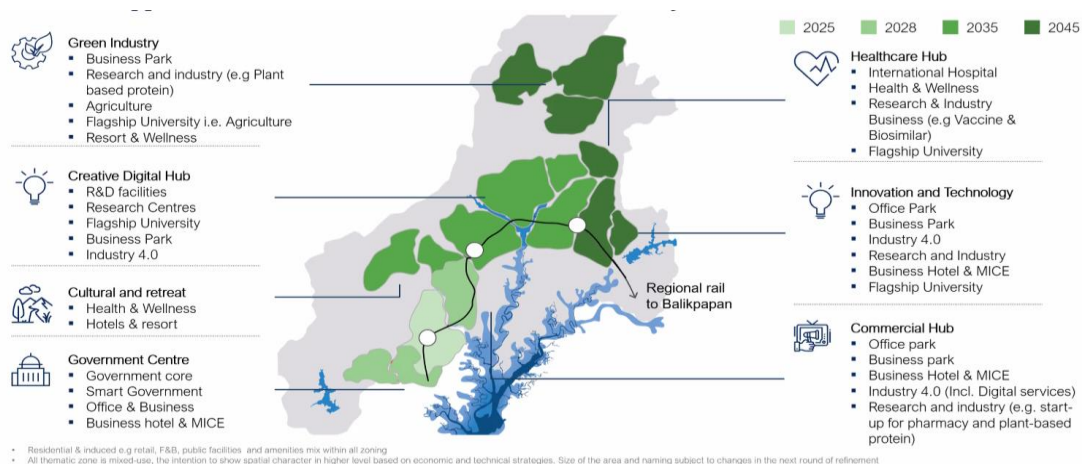 2025
2028
2035
2045
Green Industry
▪ Business Park
▪ Research and industry (e.g Plant
based protein)
▪ Agriculture
▪ Flagship University i.e. Agriculture
▪ Resort & Wellness
Creative Digital Hub
▪ R&D facilities
▪ Research Centres
▪ Flagship University
▪ Business Park
▪ Industry 4.0
Cultural and retreat
▪ Health & Wellness
▪ Hotels & resort
Government Centre
▪ Government core
▪ Smart Government
▪ Office & Business
▪ Business hotel & MICE
Regional rail
to Balikpapan
Healthcare Hub
▪ International Hospital
▪ Health & Wellness
▪ Research & Industry
Business (e.g Vaccine &
Biosimilar)
▪ Flagship University
Innovation and Technology
▪ Office Park
▪ Business Park
▪ Industry 4.0
▪ Research and Industry
▪ Business Hotel & MICE
▪ Flagship University
Commercial Hub
▪ Office park
▪ Business park
▪ Business Hotel & MICE
▪ Industry 4.0 (Incl. Digital services)
▪ Research and industry (e.g. start-
up for pharmacy and plant-based
protein)
• Residential & induced e.g retail, F&B, public facilities and amenities mix within all zoning
• All thematic zone is mixed-use, the intention to show spatial character in higher level based on economic and technical strategies. Size of the area and naming subject to changes in the next round of refinement